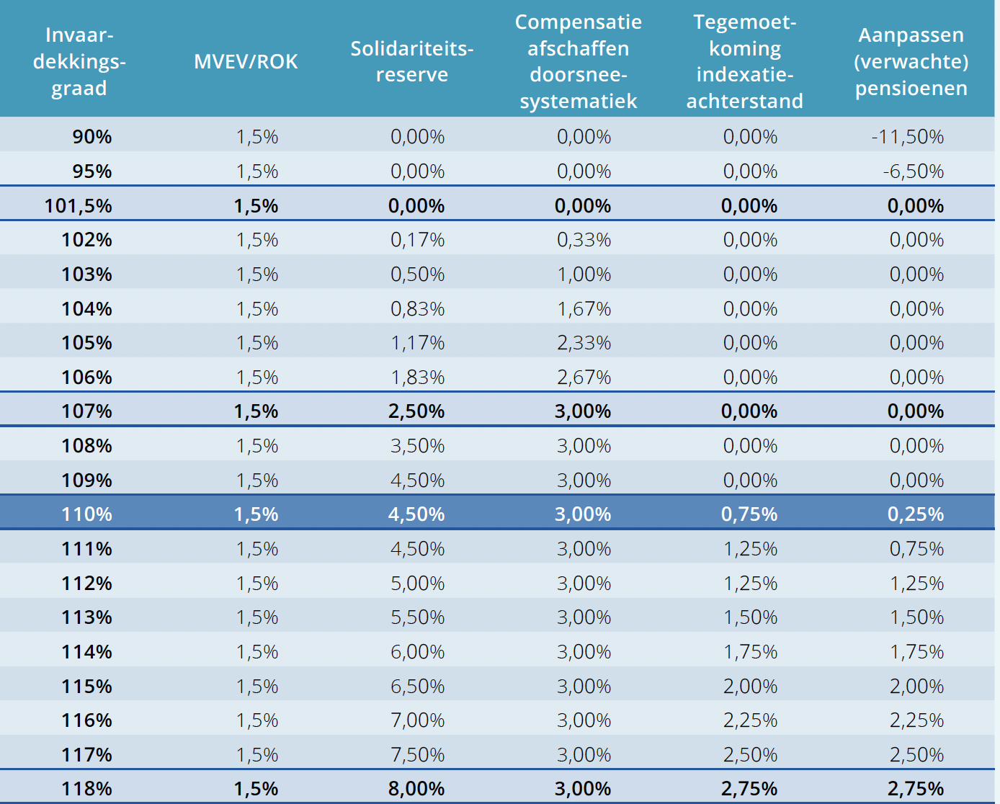 Invaar-
dekkings-
graad
MVEV/ROK
Solidariteits-
reserve
Compensatie
afschaffen
doorsnee-
systematiek
Tegemoet-
koming
indexatie-
achterstand
Aanpassen
(verwachte)
pensioenen
90% 1,5% 0,00% 0,00% 0,00% -11,50%
95% 1,5% 0,00% 0,00% 0,00% -6,50%
101,5% 1,5% 0,00% 0,00% 0,00% 0,00%
102% 1,5% 0,17% 0,33% 0,00% 0,00%
103% 1,5% 0,50% 1,00% 0,00% 0,00%
104% 1,5% 0,83% 1,67% 0,00% 0,00%
105% 1,5% 1,17% 2,33% 0,00% 0,00%
106% 1,5% 1,83% 2,67% 0,00% 0,00%
107% 1,5% 2,50% 3,00% 0,00% 0,00%
108% 1,5% 3,50% 3,00% 0,00% 0,00%
109% 1,5% 4,50% 3,00% 0,00% 0,00%
110% 1,5% 4,50% 3,00% 0,75% 0,25%
111% 1,5% 4,50% 3,00% 1,25% 0,75%
112% 1,5% 5,00% 3,00% 1,25% 1,25%
113% 1,5% 5,50% 3,00% 1,50% 1,50%
114% 1,5% 6,00% 3,00% 1,75% 1,75%
115% 1,5% 6,50% 3,00% 2,00% 2,00%
116% 1,5% 7,00% 3,00% 2,25% 2,25%
117% 1,5% 7,50% 3,00% 2,50% 2,50%
118% 1,5% 8,00% 3,00% 2,75% 2,75%